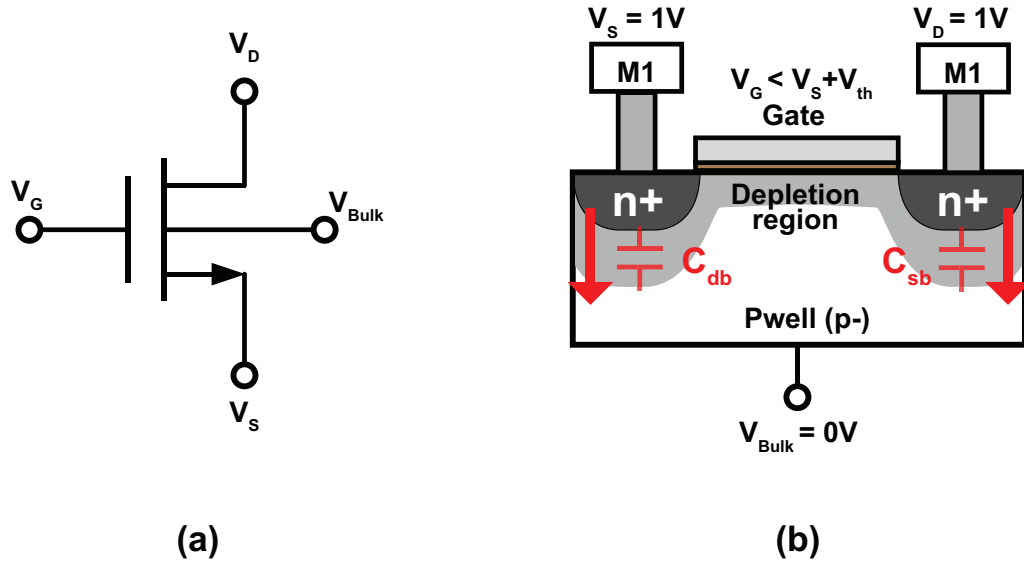 V_D
V_G
V_Bulk
V_S
(a)
V_S = 1V
V_D = 1V
M1
M1
V_G < V_S+V_th
Gate
n+
Depletion
region
n+
C_db
C_sb
Pwell (p-)
V_Bulk = 0V
(b)